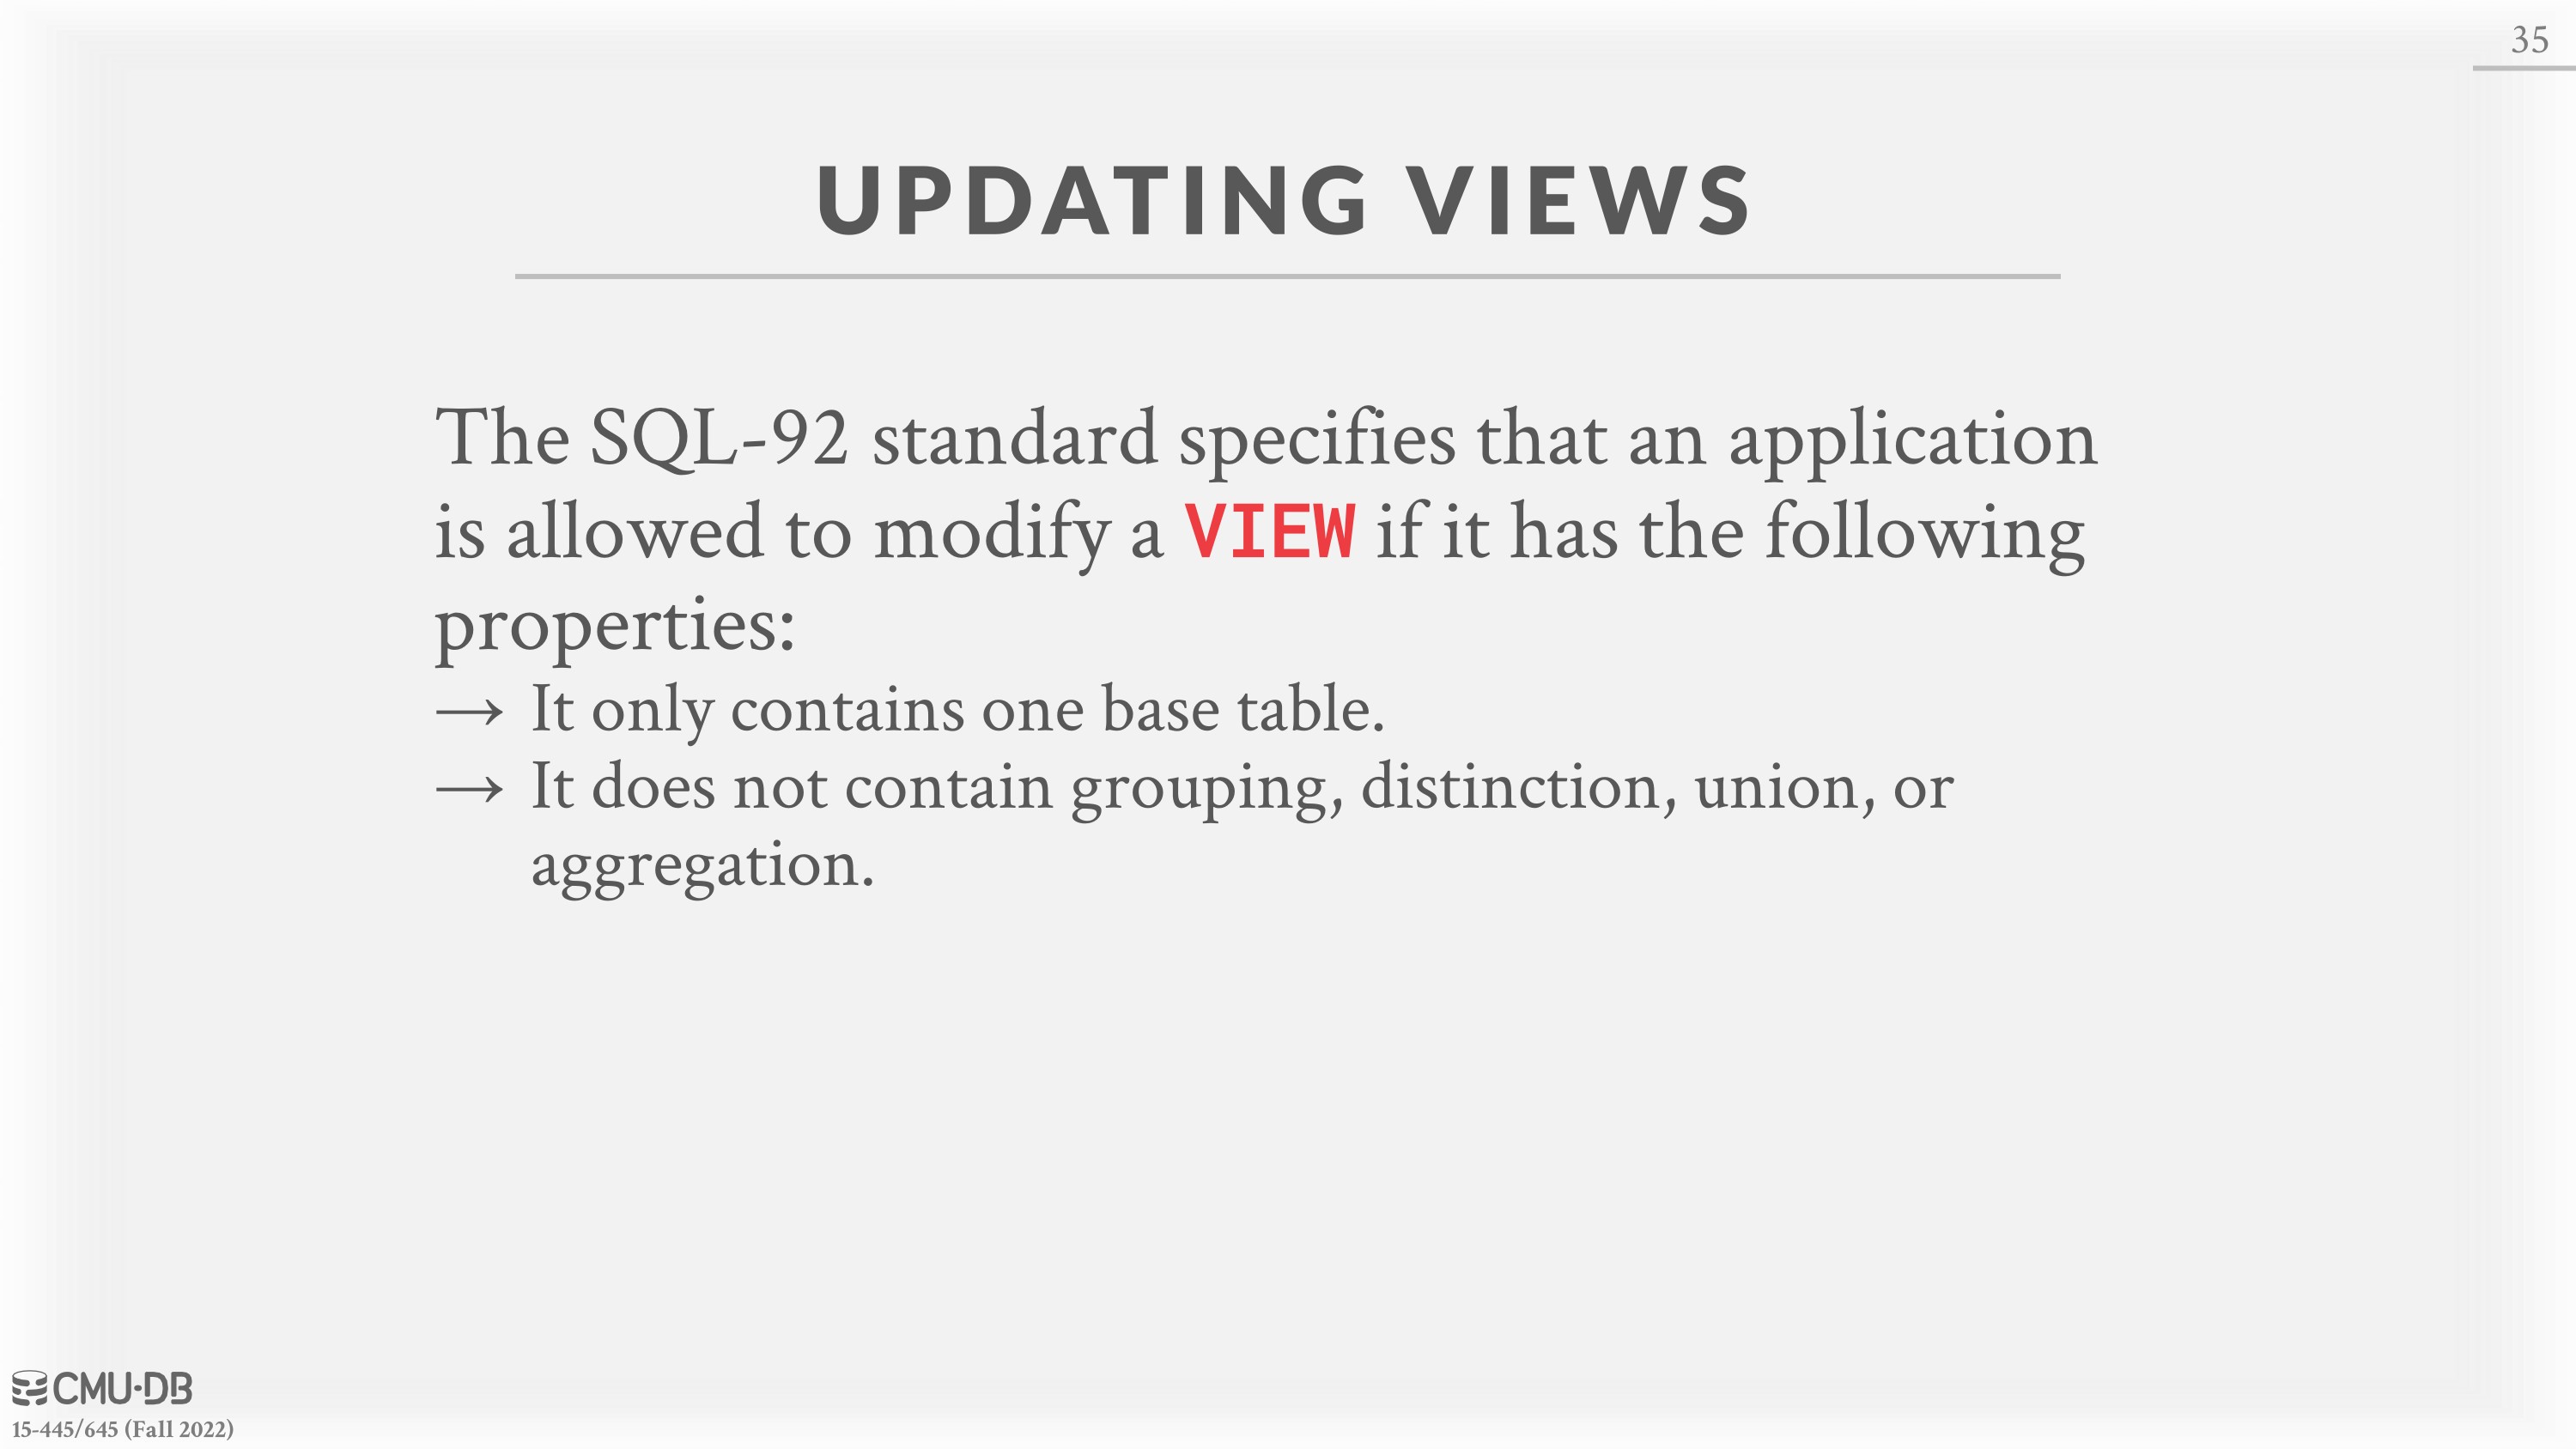 35
UPDATING VIEWS
The SQL-92 standard specifies that an application
is allowed to modify a VIEW if it has the following
properties:
→ It only contains one base table.
→ It does not contain grouping, distinction, union, or
aggregation.
CMU·DB
15-445/645 (Fall 2022)